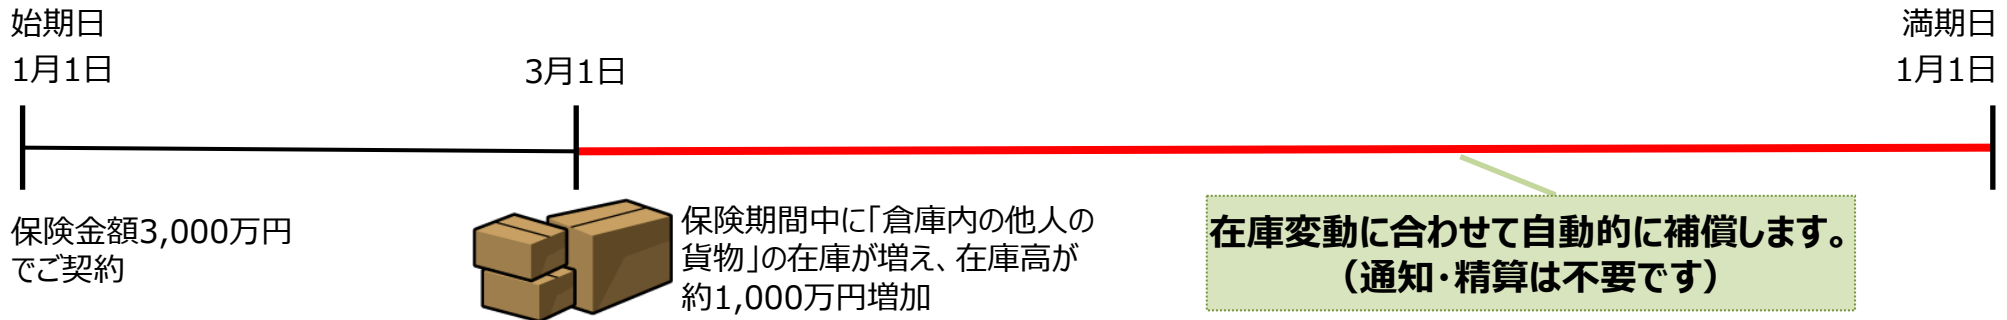 始期日
1月1日
3月1日
満期日
1月1日
保険金額3,000万円
でご契約
保険期間中に「倉庫内の他人の
貨物」の在庫が増え、在庫高が
約1,000万円増加
在庫変動に合わせて自動的に補償します。
（通知・精算は不要です）